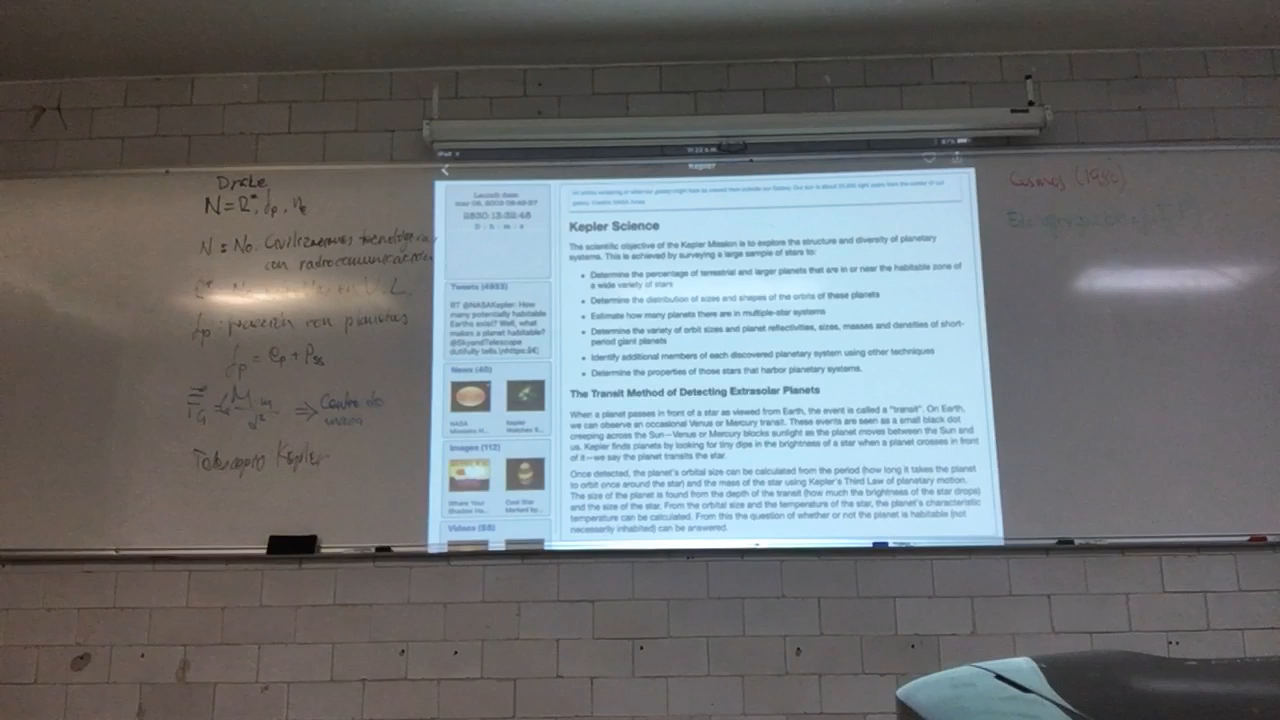 Drake
N = R*, fp, ne
N = No. Civilizaciones
con radiocomunicación
fp:
fp = ep + Pss
Telescopio Kepler
iPad
11:22 a.m.
Kepler
Launch date:
2830:13:32:48
D : h : m : s
Tweets (4933)
RT @NASAKepler: How
many potentially habitable
Earths exist? Well, what
makes a planet habitable?
@SkyandTelescope
dutifully tells
News (40)
NASA
Kepler
Images (112)
Where Your
Cool Star
Marked by...
Videos (58)
Kepler Science
The scientific objective of the Kepler Mission is to explore the structure and diversity of planetary
systems. This is achieved by surveying a large sample of stars to:
• Determine the percentage of terrestrial and larger planets that are in or near the habitable zone of
a wide variety of stars
• Determine the distribution of sizes and shapes of the orbits of these planets
• Estimate how many planets there are in multiple-star systems
• Determine the variety of orbit sizes and planet reflectivities, sizes, masses and densities of short-
period giant planets
• Identify additional members of each discovered planetary system using other techniques
• Determine the properties of those stars that harbor planetary systems.
The Transit Method of Detecting Extrasolar Planets
When a planet passes in front of a star as viewed from Earth, the event is called a "transit". On Earth,
we can observe an occasional Venus or Mercury transit. These events are seen as a small black dot
creeping across the Sun—Venus or Mercury blocks sunlight as the planet moves between the Sun and
us. Kepler finds planets by looking for tiny dips in the brightness of a star when a planet crosses in front
of it—we say the planet transits the star.
Once detected, the planet's orbital size can be calculated from the period (how long it takes the planet
to orbit once around the star) and the mass of the star using Kepler's Third Law of planetary motion.
The size of the planet is found from the depth of the transit (how much the brightness of the star drops)
and the size of the star. From the orbital size and the temperature of the star, the planet's characteristic
temperature can be calculated. From this the question of whether or not the planet is habitable (not
necessarily inhabited) can be answered.
Cosmos (1980)